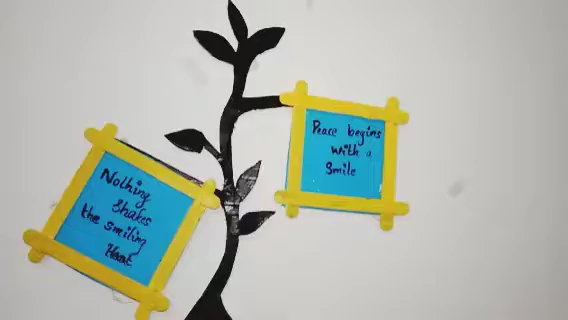 Nothing
Shakes
the smiling
Heart
Peace begins
with a
Smile